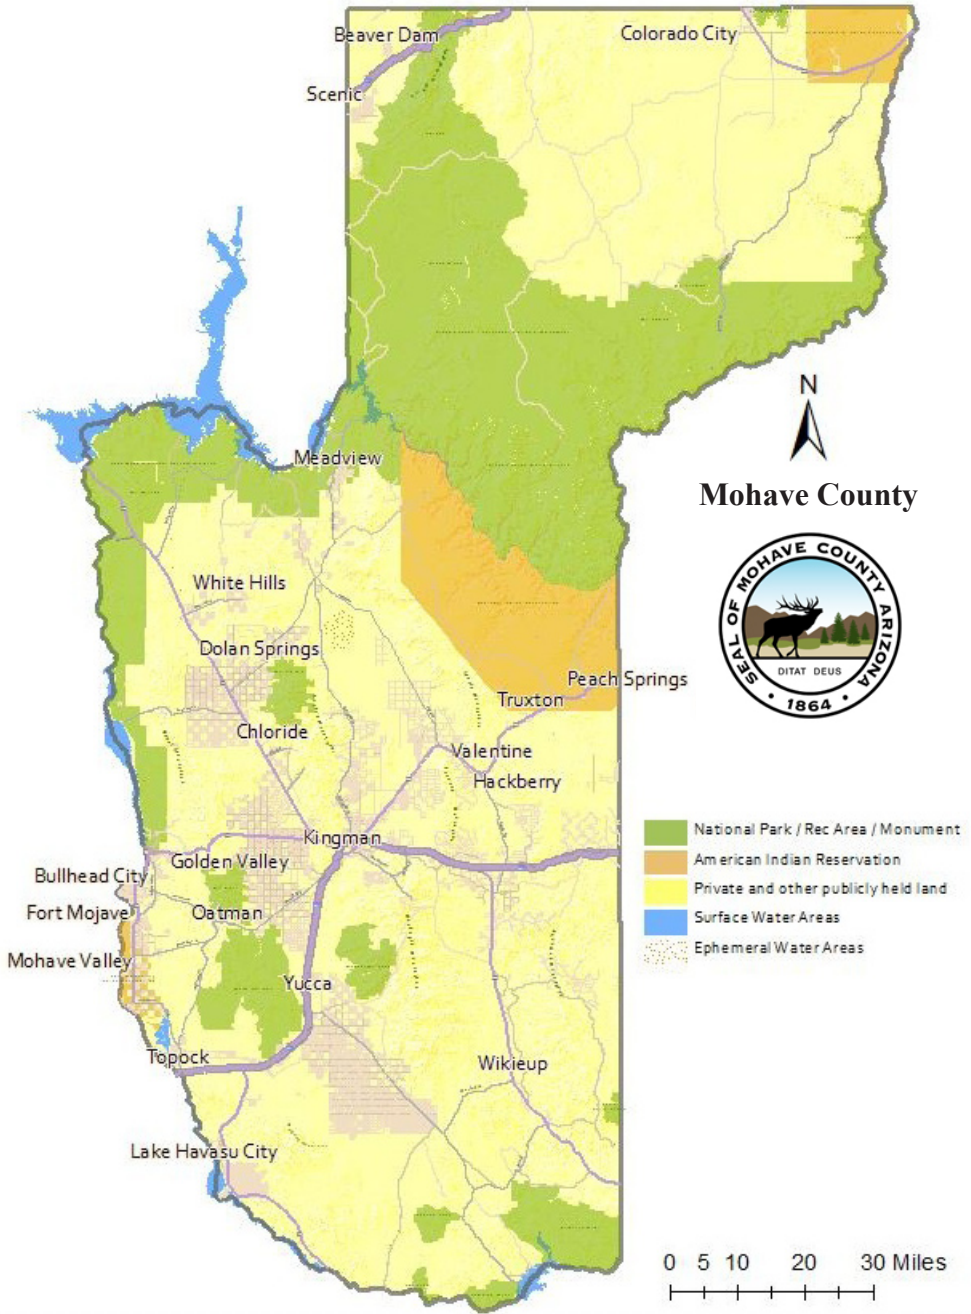 Beaver Dam
Colorado City
Scenic
N
Meadview
Mohave County
SEAL OF MOHAVE COUNTY ARIZONA
DITAT DEUS
• 1864 •
White Hills
Dolan Springs
Peach Springs
Truxton
Chloride
Valentine
Hackberry
Kingman
Golden Valley
Bullhead City
Fort Mojave
Oatman
Mohave Valley
Yucca
Topock
Wikieup
Lake Havasu City
National Park / Rec Area / Monument
American Indian Reservation
Private and other publicly held land
Surface Water Areas
Ephemeral Water Areas
0 5 10 20 30 Miles